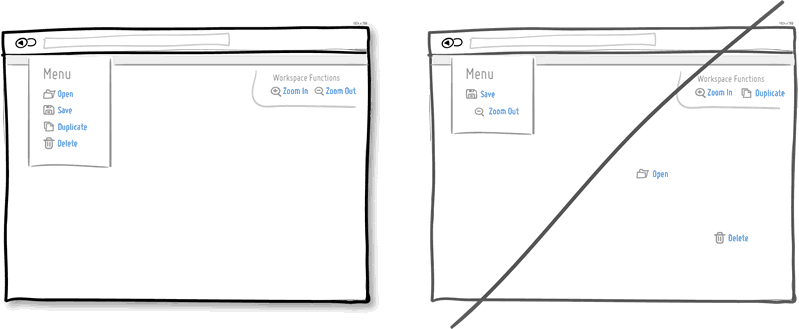 1024 x 768
Menu
Open
Save
Duplicate
Delete
Workspace Functions
Zoom In Zoom Out
1024 x 768
Menu
Save
Zoom Out
Workspace Functions
Zoom In Duplicate
Open
Delete